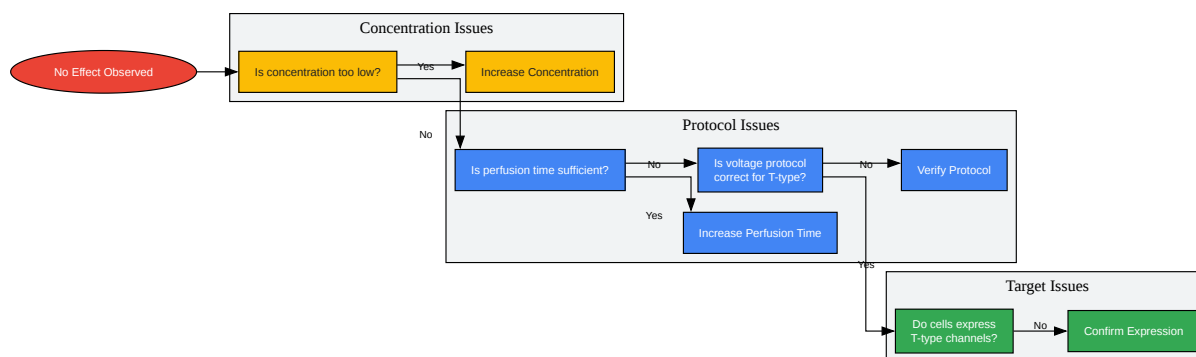 Concentration Issues
No Effect Observed
Is concentration too low?
Yes
Increase Concentration
No
Protocol Issues
Is perfusion time sufficient?
No
Is voltage protocol
correct for T-type?
No
Verify Protocol
Yes
Increase Perfusion Time
Yes
Target Issues
Do cells express
T-type channels?
No
Confirm Expression